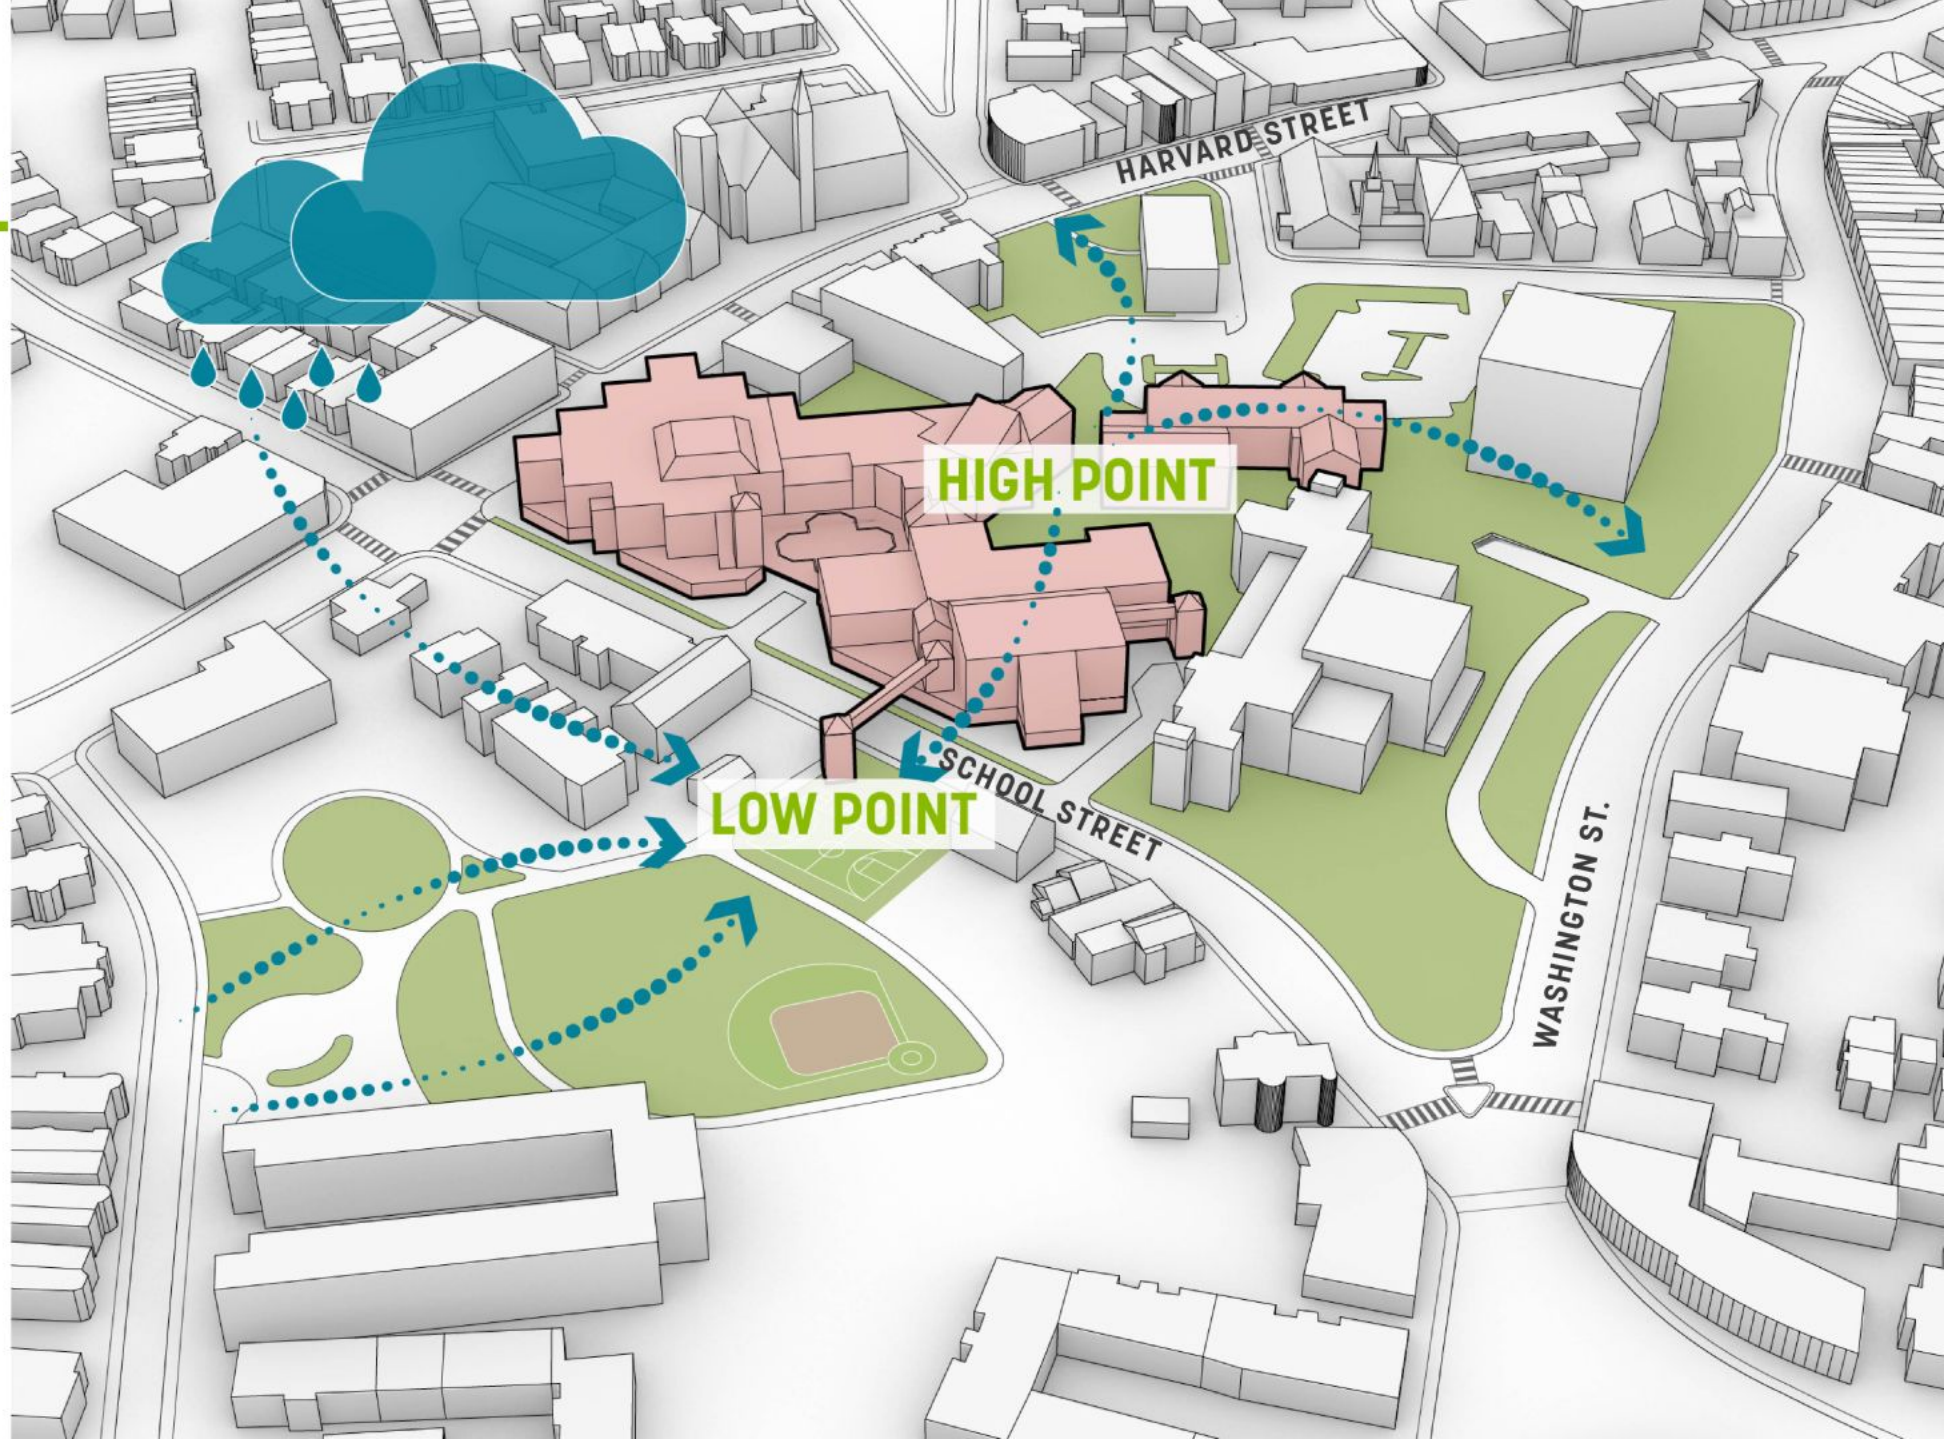 HARVARD STREET
HIGH POINT
LOW POINT
SCHOOL STREET
WASHINGTON ST.